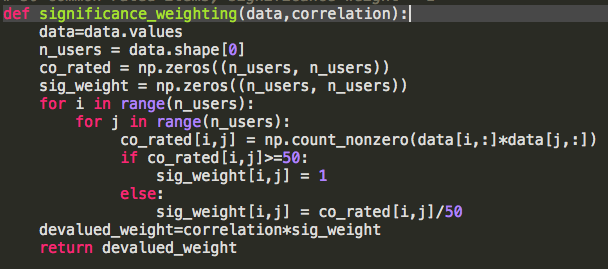 def significance_weighting(data,correlation):
    data=data.values
    n_users = data.shape[0]
    co_rated = np.zeros((n_users, n_users))
    sig_weight = np.zeros((n_users, n_users))
    for i in range(n_users):
        for j in range(n_users):
            co_rated[i,j] = np.count_nonzero(data[i,:]*data[j,:])
            if co_rated[i,j]>=50:
                sig_weight[i,j] = 1
            else:
                sig_weight[i,j] = co_rated[i,j]/50
    devalued_weight=correlation*sig_weight
    return devalued_weight